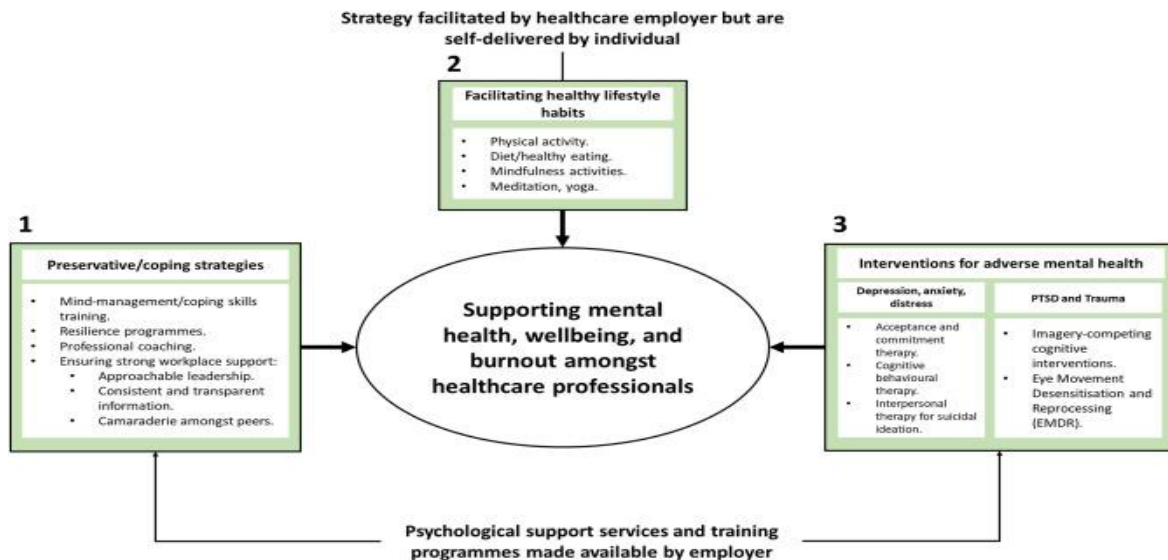 Strategy facilitated by healthcare employer but are
self-delivered by individual
2
Facilitating healthy lifestyle
habits
• Physical activity.
• Diet/healthy eating.
• Mindfulness activities.
• Meditation, yoga.
1
Preservative/coping strategies
• Mind-management/coping skills
training.
• Resilience programmes.
• Professional coaching.
• Ensuring strong workplace support:
• Approachable leadership.
• Consistent and transparent
information.
• Camaraderie amongst peers.
Supporting mental
health, wellbeing, and
burnout amongst
healthcare professionals
3
Interventions for adverse mental health
Depression, anxiety,
distress
• Acceptance and
commitment therapy.
• Cognitive
behavioural
therapy.
• Interpersonal
therapy for suicidal
ideation.
PTSD and Trauma
• Imagery-competing
cognitive
interventions.
• Eye Movement
Desensitisation and
Reprocessing
(EMDR).
Psychological support services and training
programmes made available by employer